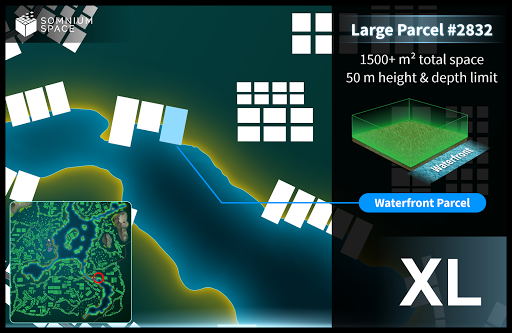 SOMNIUM
SPACE
Large Parcel #2832
1500+ m² total space
50 m height & depth limit
Waterfront
Waterfront Parcel
XL